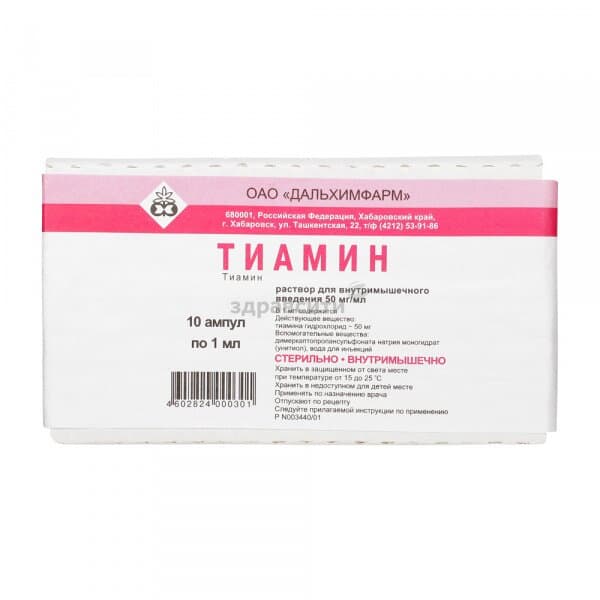 ОАО «ДАЛЬХИМФАРМ»
680001, Российская Федерация, Хабаровский край,
г. Хабаровск, ул. Ташкентская, 22, т/ф (4212) 53-91-86
ТИАМИН
Тиамин
раствор для внутримышечного
введения 50 мг/мл
здравсити
В 1 мл содержится
Действующее вещество:
тиамина гидрохлорид – 50 мг
Вспомогательные вещества:
димеркаптопропансульфоната натрия моногидрат
(унитиол), вода для инъекций
10 ампул
по 1 мл
СТЕРИЛЬНО • ВНУТРИМЫШЕЧНО
Хранить в защищенном от света месте
при температуре от 15 до 25 °С
Хранить в недоступном для детей месте
Применять по назначению врача
Отпускают по рецепту
Следуйте прилагаемой инструкции по применению
Р N003440/01
4602824000301